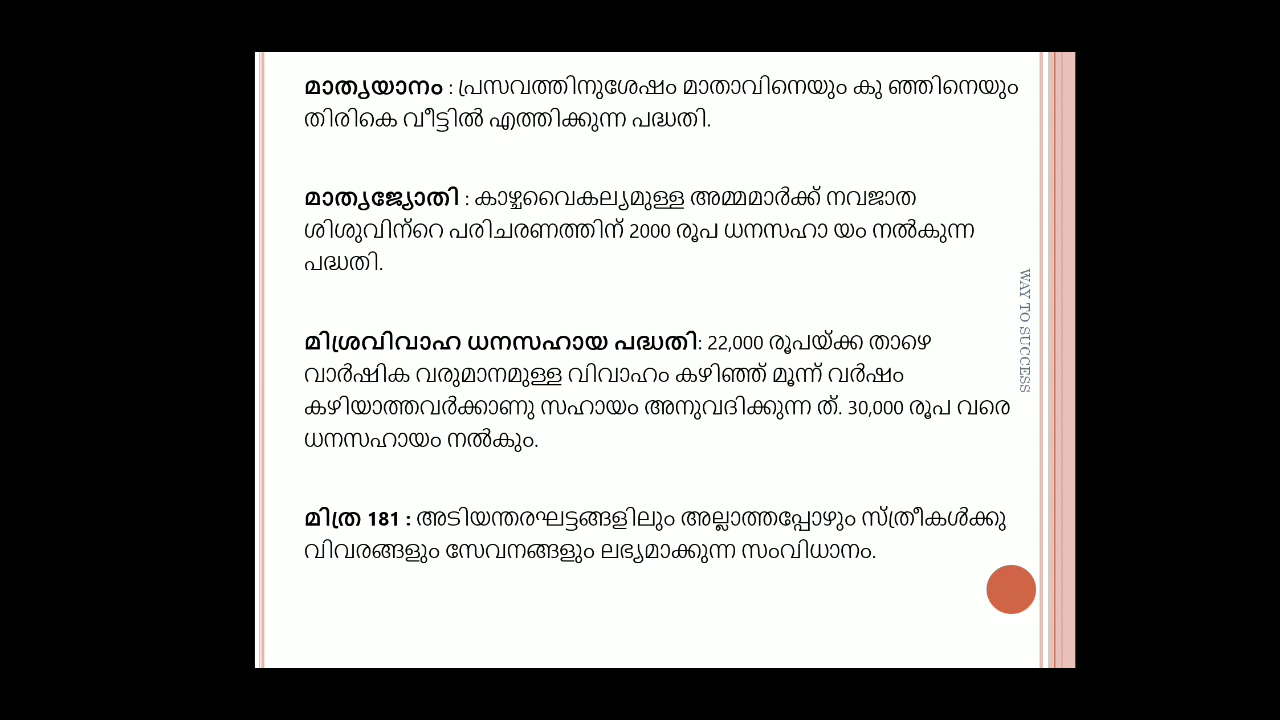 മാതൃയാനം : പ്രസവത്തിനുശേഷം മാതാവിനെയും കു ഞ്ഞിനെയും
തിരികെ വീട്ടിൽ എത്തിക്കുന്ന പദ്ധതി.
മാതൃജ്യോതി : കാഴ്ചവൈകല്യമുള്ള അമ്മമാർക്ക് നവജാത
ശിശുവിന്റെ പരിചരണത്തിന് 2000 രൂപ ധനസഹാ യം നൽകുന്ന
പദ്ധതി.
മിശ്രവിവാഹ ധനസഹായ പദ്ധതി: 22,000 രൂപയ്ക്ക താഴെ
വാർഷിക വരുമാനമുള്ള വിവാഹം കഴിഞ്ഞ് മൂന്ന് വർഷം
കഴിയാത്തവർക്കാണു സഹായം അനുവദിക്കുന്ന ത്. 30,000 രൂപ വരെ
ധനസഹായം നൽകും.
മിത്ര 181 : അടിയന്തരഘട്ടങ്ങളിലും അല്ലാത്തപ്പോഴും സ്ത്രീകൾക്കു
വിവരങ്ങളും സേവനങ്ങളും ലഭ്യമാക്കുന്ന സംവിധാനം.
WAY TO SUCCESS